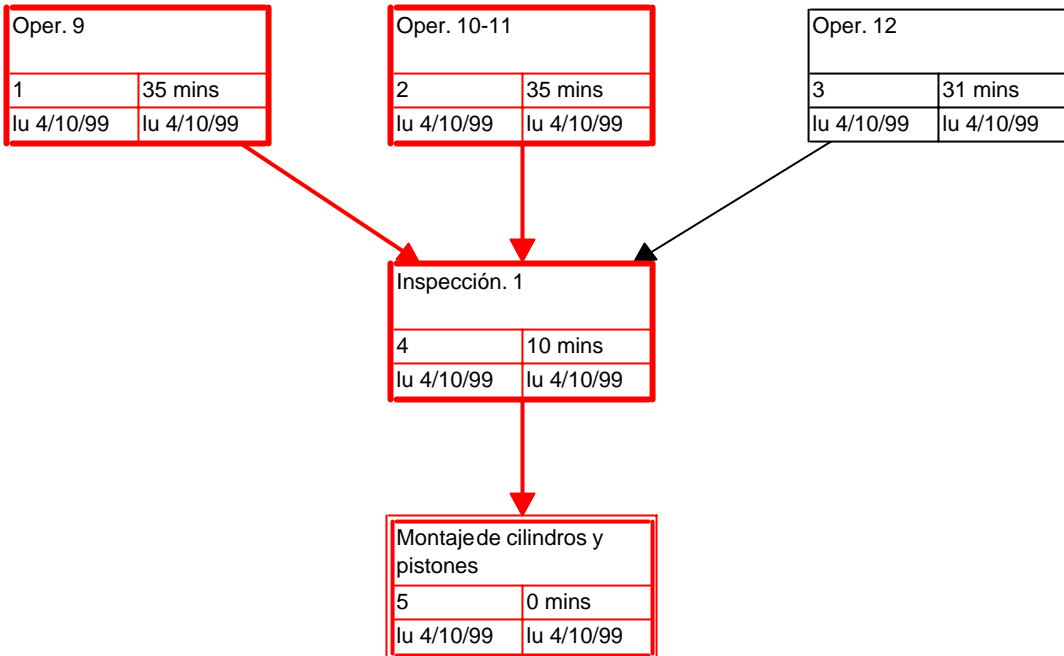 Oper. 9
1 35 mins
lu 4/10/99 lu 4/10/99
Oper. 10-11
2 35 mins
lu 4/10/99 lu 4/10/99
Oper. 12
3 31 mins
lu 4/10/99 lu 4/10/99
Inspección. 1
4 10 mins
lu 4/10/99 lu 4/10/99
Montaje de cilindros y
pistones
5 0 mins
lu 4/10/99 lu 4/10/99